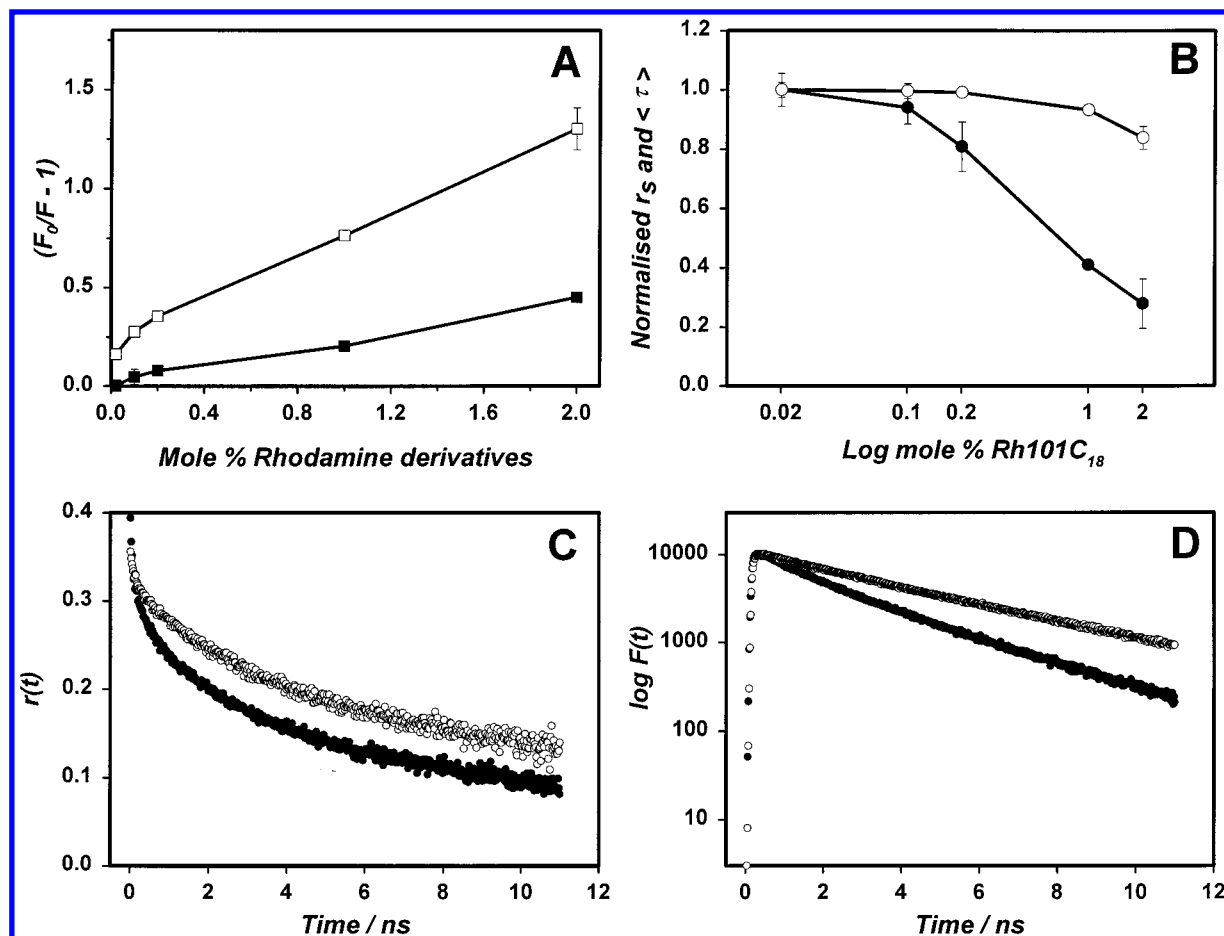 A
(F0/F - 1)
1.5
1.0
0.5
0.0
0.0 0.4 0.8 1.2 1.6 2.0
Mole % Rhodamine derivatives
B
Normalised rS and < τ >
1.2
1.0
0.8
0.6
0.4
0.2
0.0
0.02 0.1 0.2 1 2
Log mole % Rh101C18
C
r(t)
0.4
0.3
0.2
0.1
0.0
0 2 4 6 8 10 12
Time / ns
D
log F(t)
10000
1000
100
10
0 2 4 6 8 10 12
Time / ns